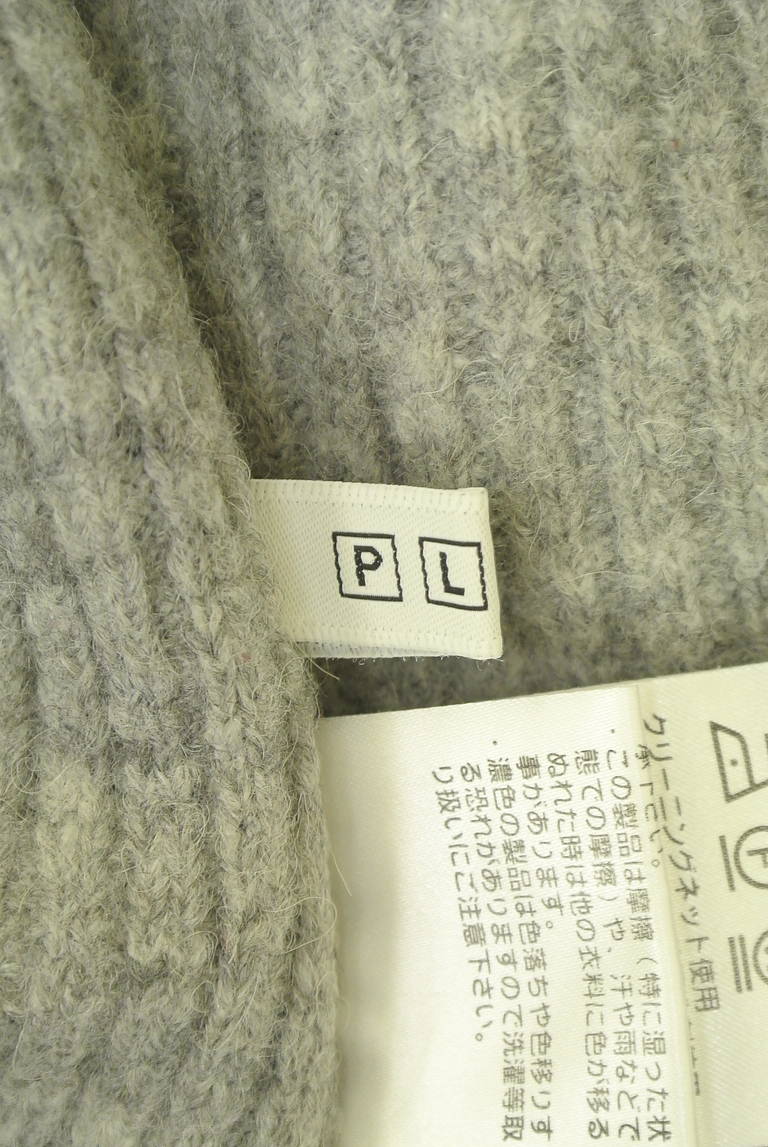 P L
クリーニングネット使用
承下さい。
・この製品は摩擦(特に湿った状
態での摩擦)や、汗や雨などで
ぬれた時は他の衣料に色が移る
事があります。
・濃色の製品は色落ちや色移りす
る恐れがありますので洗濯等取
り扱いにご注意下さい。